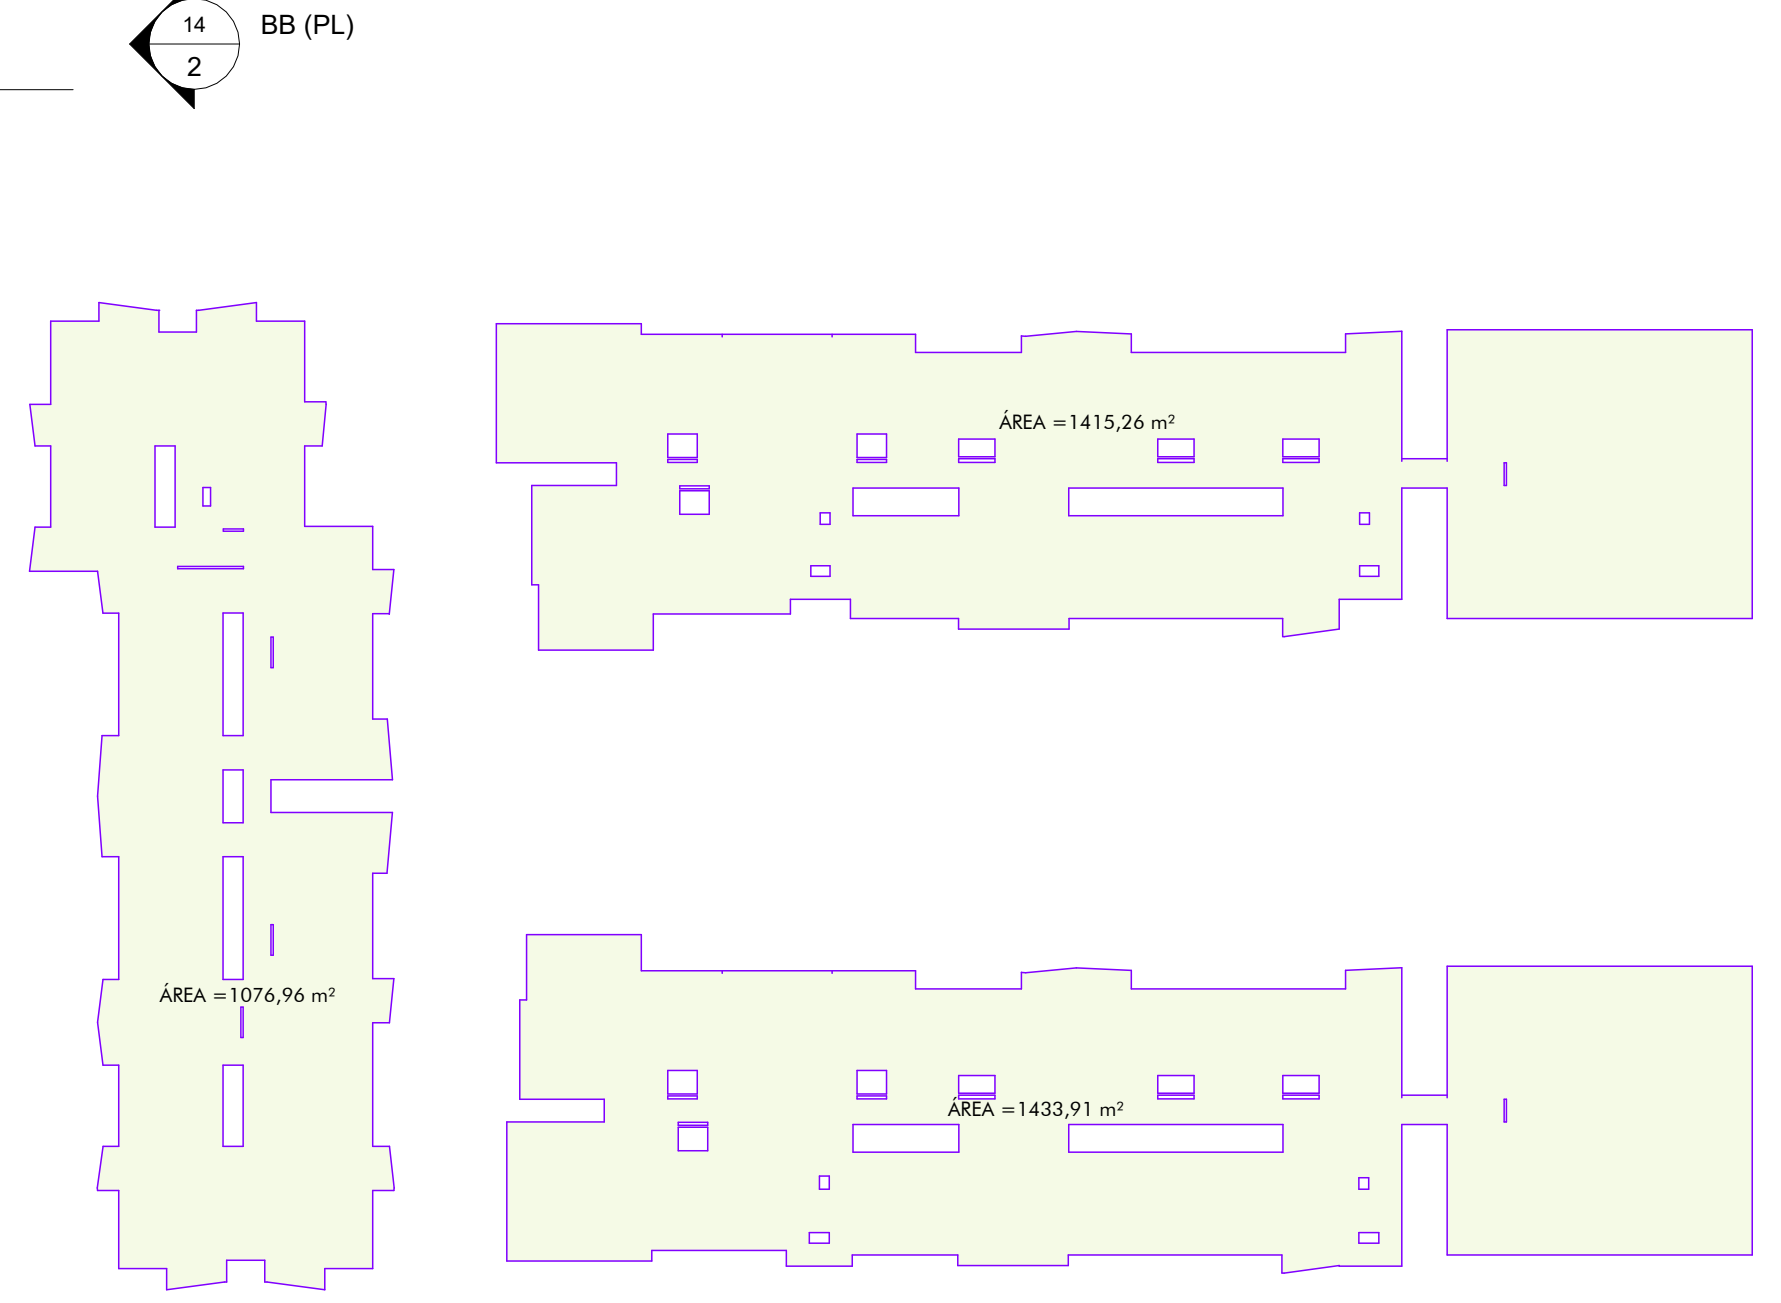 14
BB (PL)
2
ÁREA =1415,26 m²
ÁREA =1076,96 m²
ÁREA =1433,91 m²